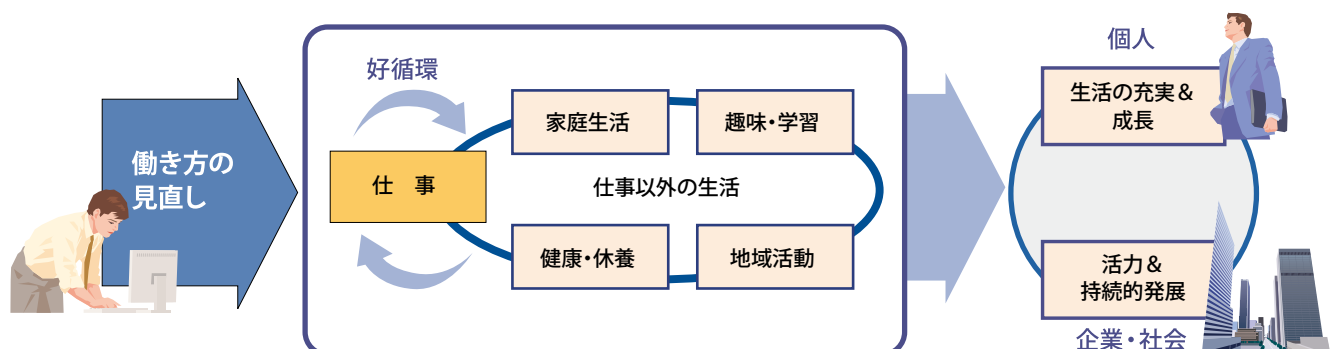 働き方の
見直し
好循環
仕　事
家庭生活
趣味・学習
仕事以外の生活
健康・休養
地域活動
個人
生活の充実＆
成長
活力＆
持続的発展
企業・社会